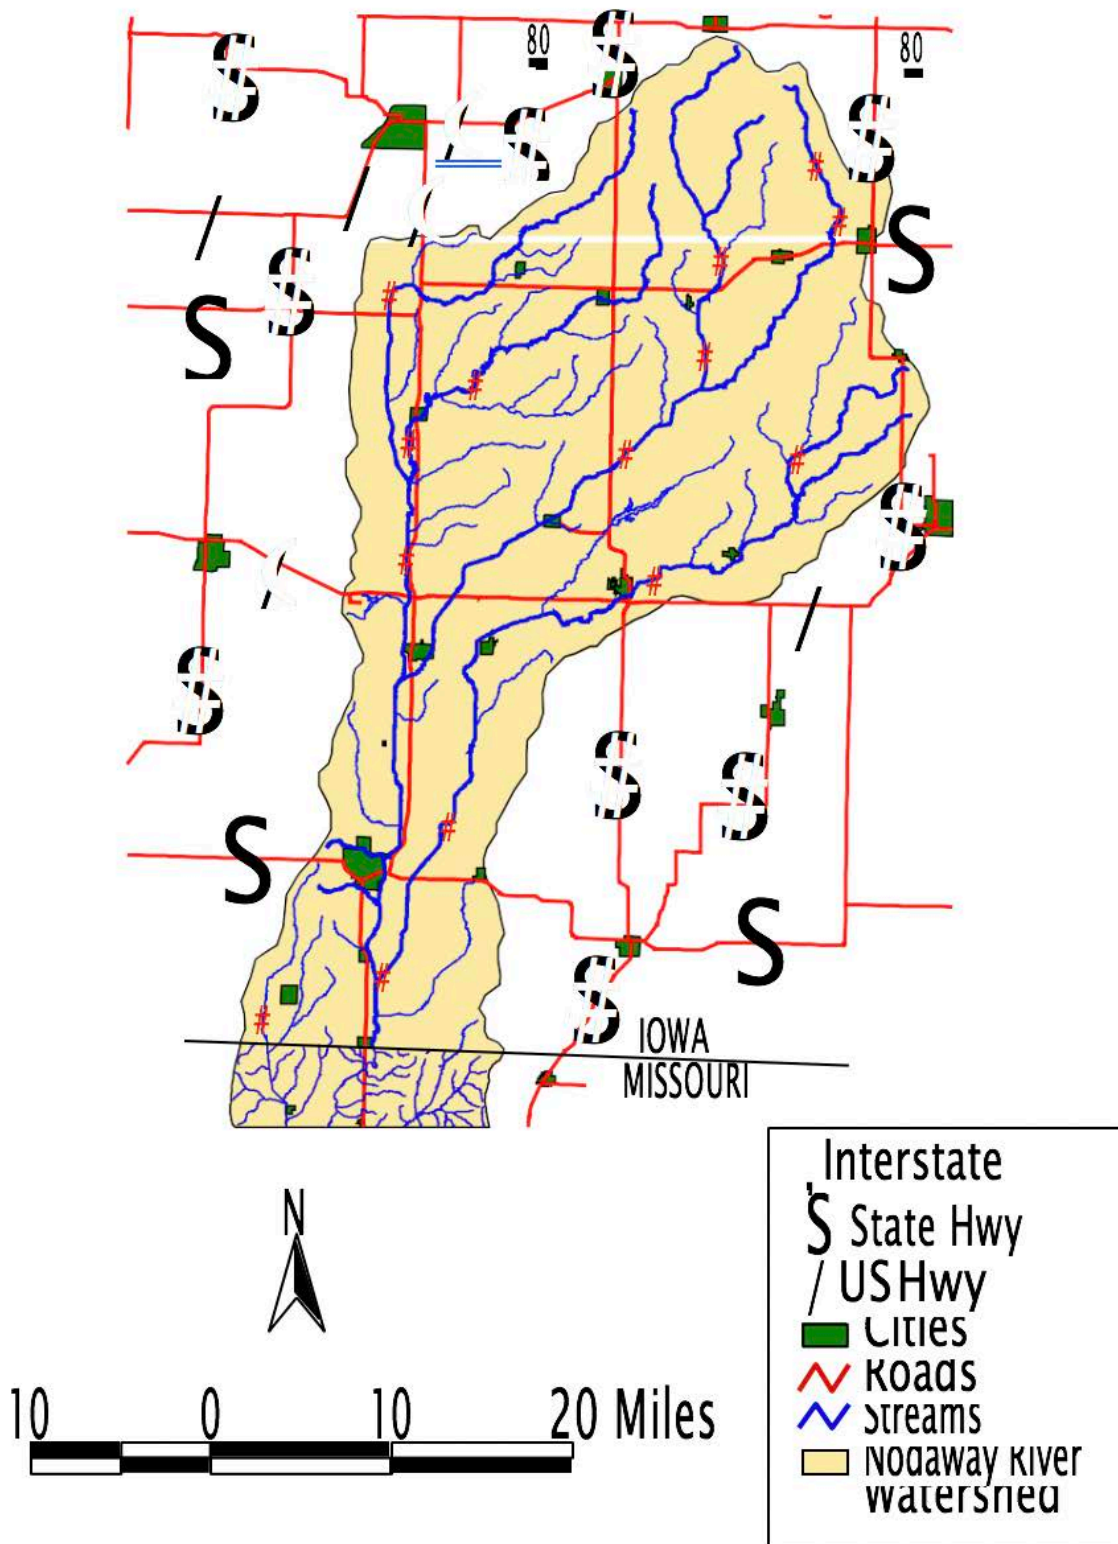 80
80
$
$
$
$
S
$
S
$
$
$
$
S
S
$
IOWA
MISSOURI
Interstate
S State Hwy
/ US Hwy
Cities
Roads
Streams
Nodaway River
Watershed
N
10 0 10 20 Miles